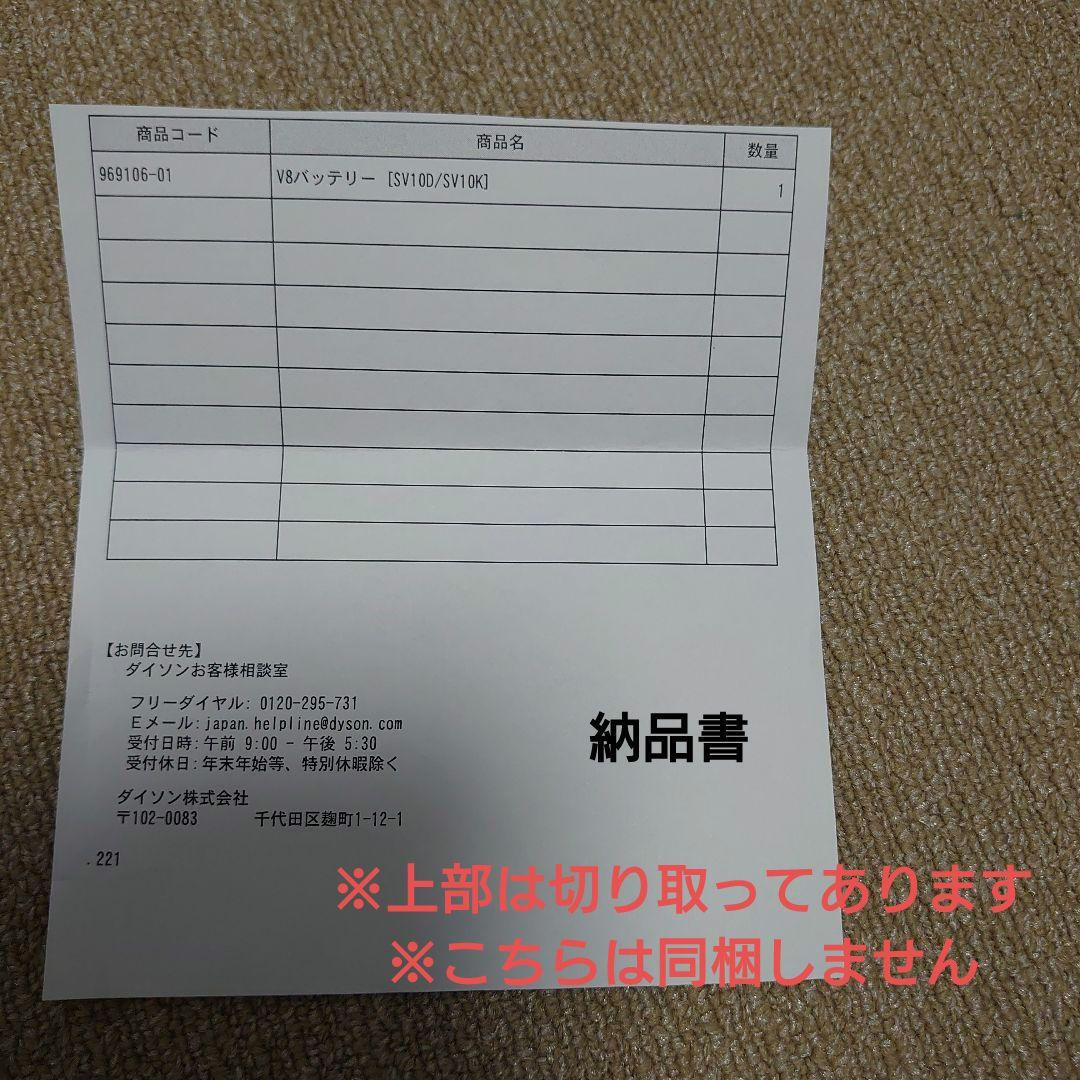 商品コード 商品名 数量
969106-01 V8バッテリー [SV10D/SV10K] 1
【お問合せ先】
ダイソンお客様相談室
フリーダイヤル: 0120-295-731
Eメール:japan.helpline@dyson.com
受付日時:午前 9:00 - 午後 5:30
受付休日:年末年始等、特別休暇除く
納品書
ダイソン株式会社
〒102-0083 千代田区麹町1-12-1
.221
※上部は切り取ってあります
※こちらは同梱しません